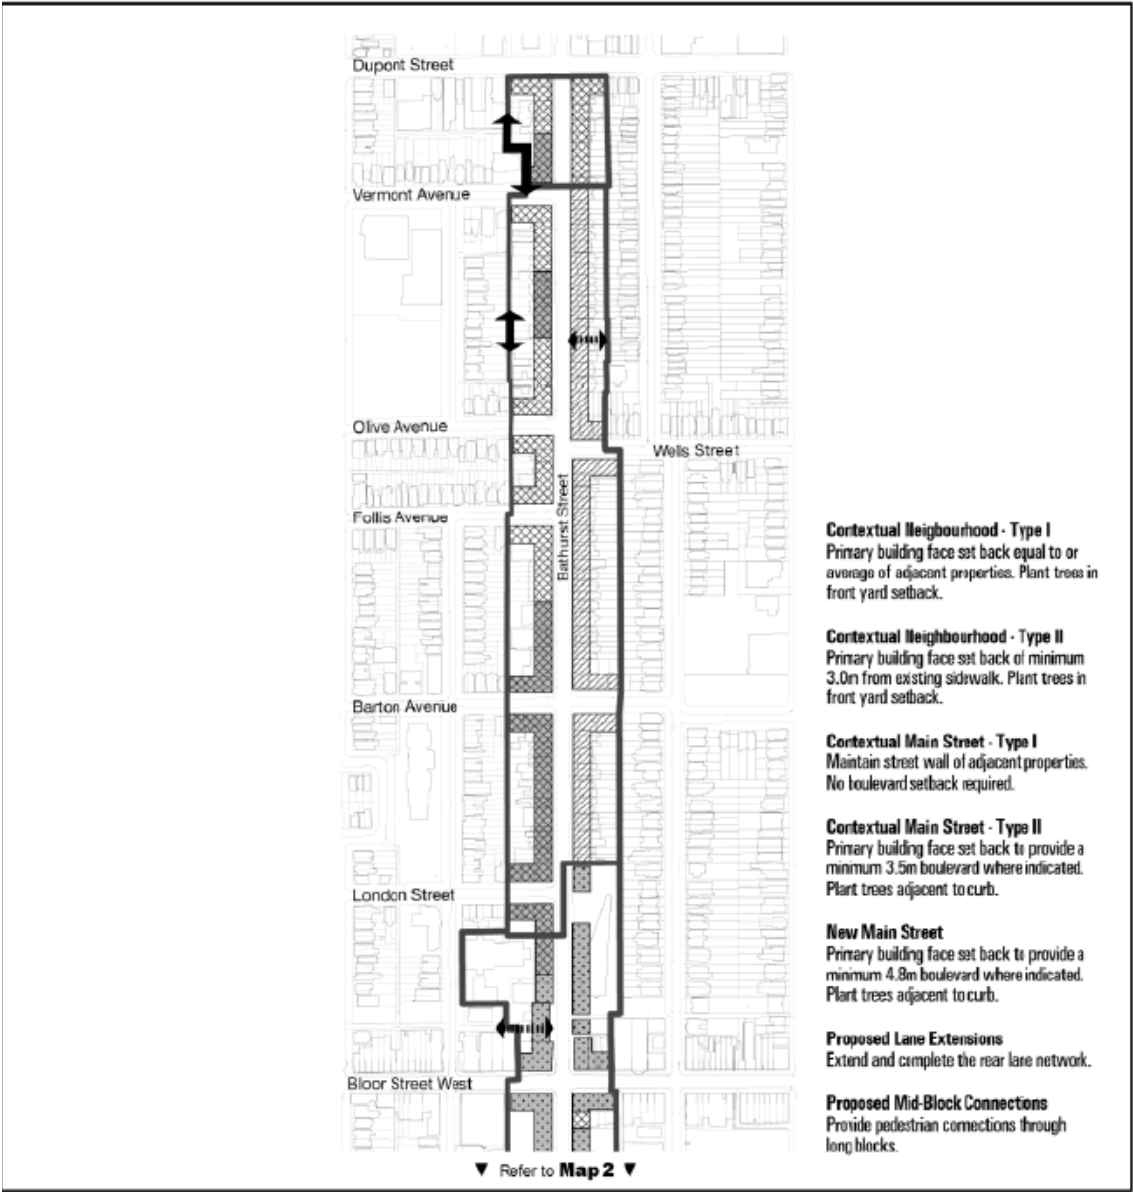 Dupont Street
Vermont Avenue
Olive Avenue
Wells Street
Bathurst Street
Follis Avenue
Barton Avenue
London Street
Bloor Street West
▼ Refer to Map 2 ▼
Contextual Neigbourhood - Type I
Primary building face set back equal to or
average of adjacent properties. Plant trees in
front yard setback.
Contextual Neighbourhood - Type II
Primary building face set back of minimum
3.0m from existing sidewalk. Plant trees in
front yard setback.
Contextual Main Street - Type I
Maintain street wall of adjacent properties.
No boulevard setback required.
Contextual Main Street - Type II
Primary building face set back to provide a
minimum 3.5m boulevard where indicated.
Plant trees adjacent to curb.
New Main Street
Primary building face set back to provide a
minimum 4.8m boulevard where indicated.
Plant trees adjacent to curb.
Proposed Lane Extensions
Extend and complete the rear lane network.
Proposed Mid-Block Connections
Provide pedestrian connections through
long blocks.